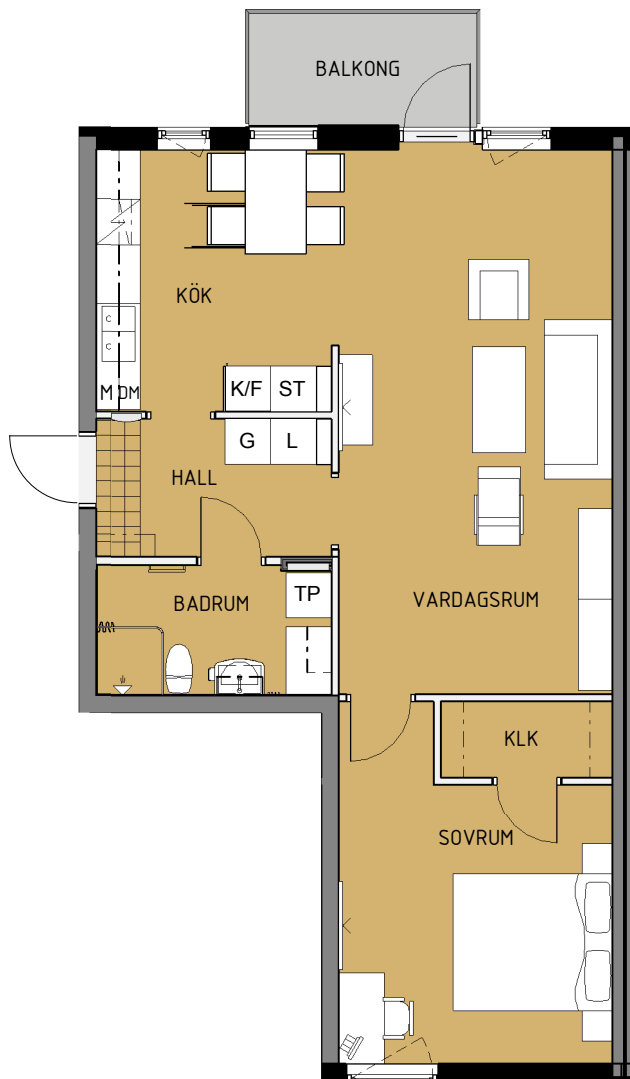 BALKONG
KÖK
M DM
K/F ST
G L
HALL
BADRUM
TP
VARDAGSRUM
KLK
SOVRUM